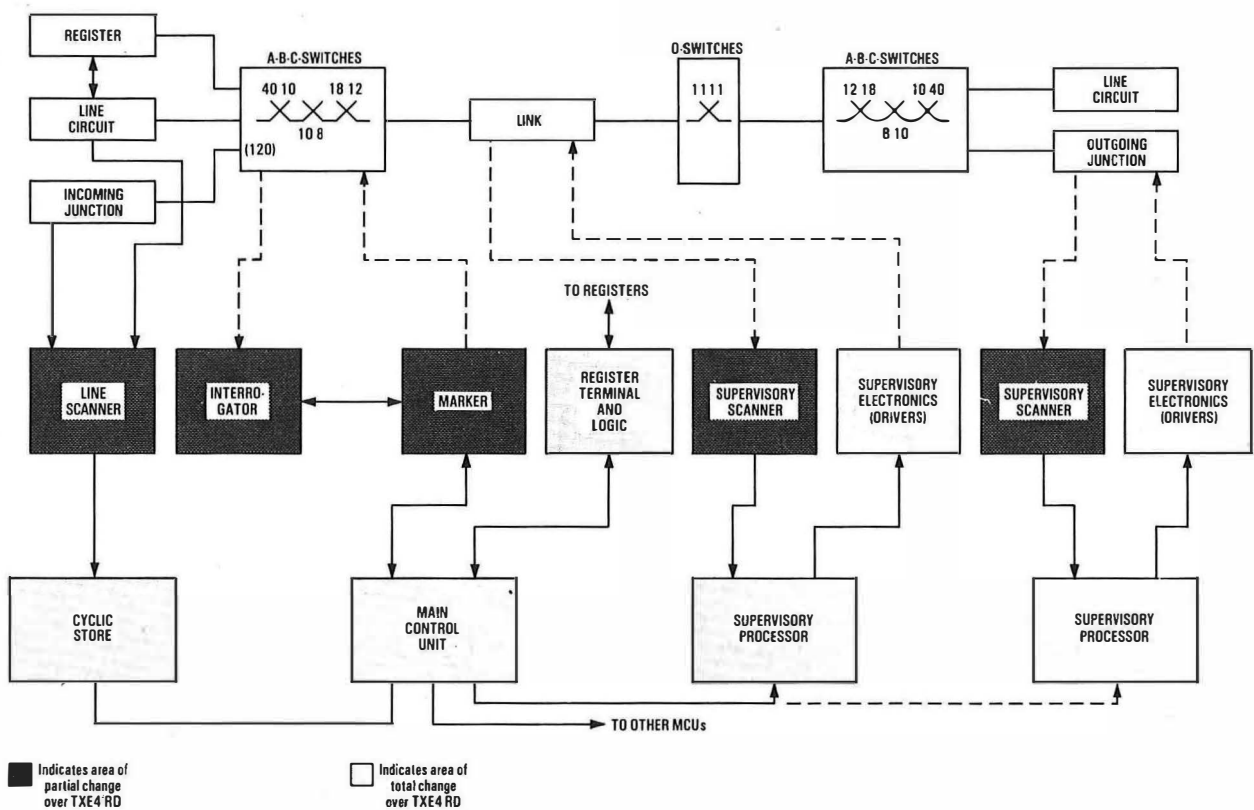 REGISTER
LINE
CIRCUIT
INCOMING
JUNCTION
A-B-C-SWITCHES
40 10
18 12
10 8
(120)
LINK
O-SWITCHES
1111
A-B-C-SWITCHES
12 18
10 40
8 10
LINE
CIRCUIT
OUTGOING
JUNCTION
TO REGISTERS
LINE
SCANNER
INTERRO-
GATOR
MARKER
REGISTER
TERMINAL
AND
LOGIC
SUPERVISORY
SCANNER
SUPERVISORY
ELECTRONICS
(DRIVERS)
SUPERVISORY
SCANNER
SUPERVISORY
ELECTRONICS
(DRIVERS)
CYCLIC
STORE
MAIN
CONTROL
UNIT
SUPERVISORY
PROCESSOR
SUPERVISORY
PROCESSOR
TO OTHER MCUs
Indicates area of
partial change
over TXE4 RD
Indicates area of
total change
over TXE4 RD